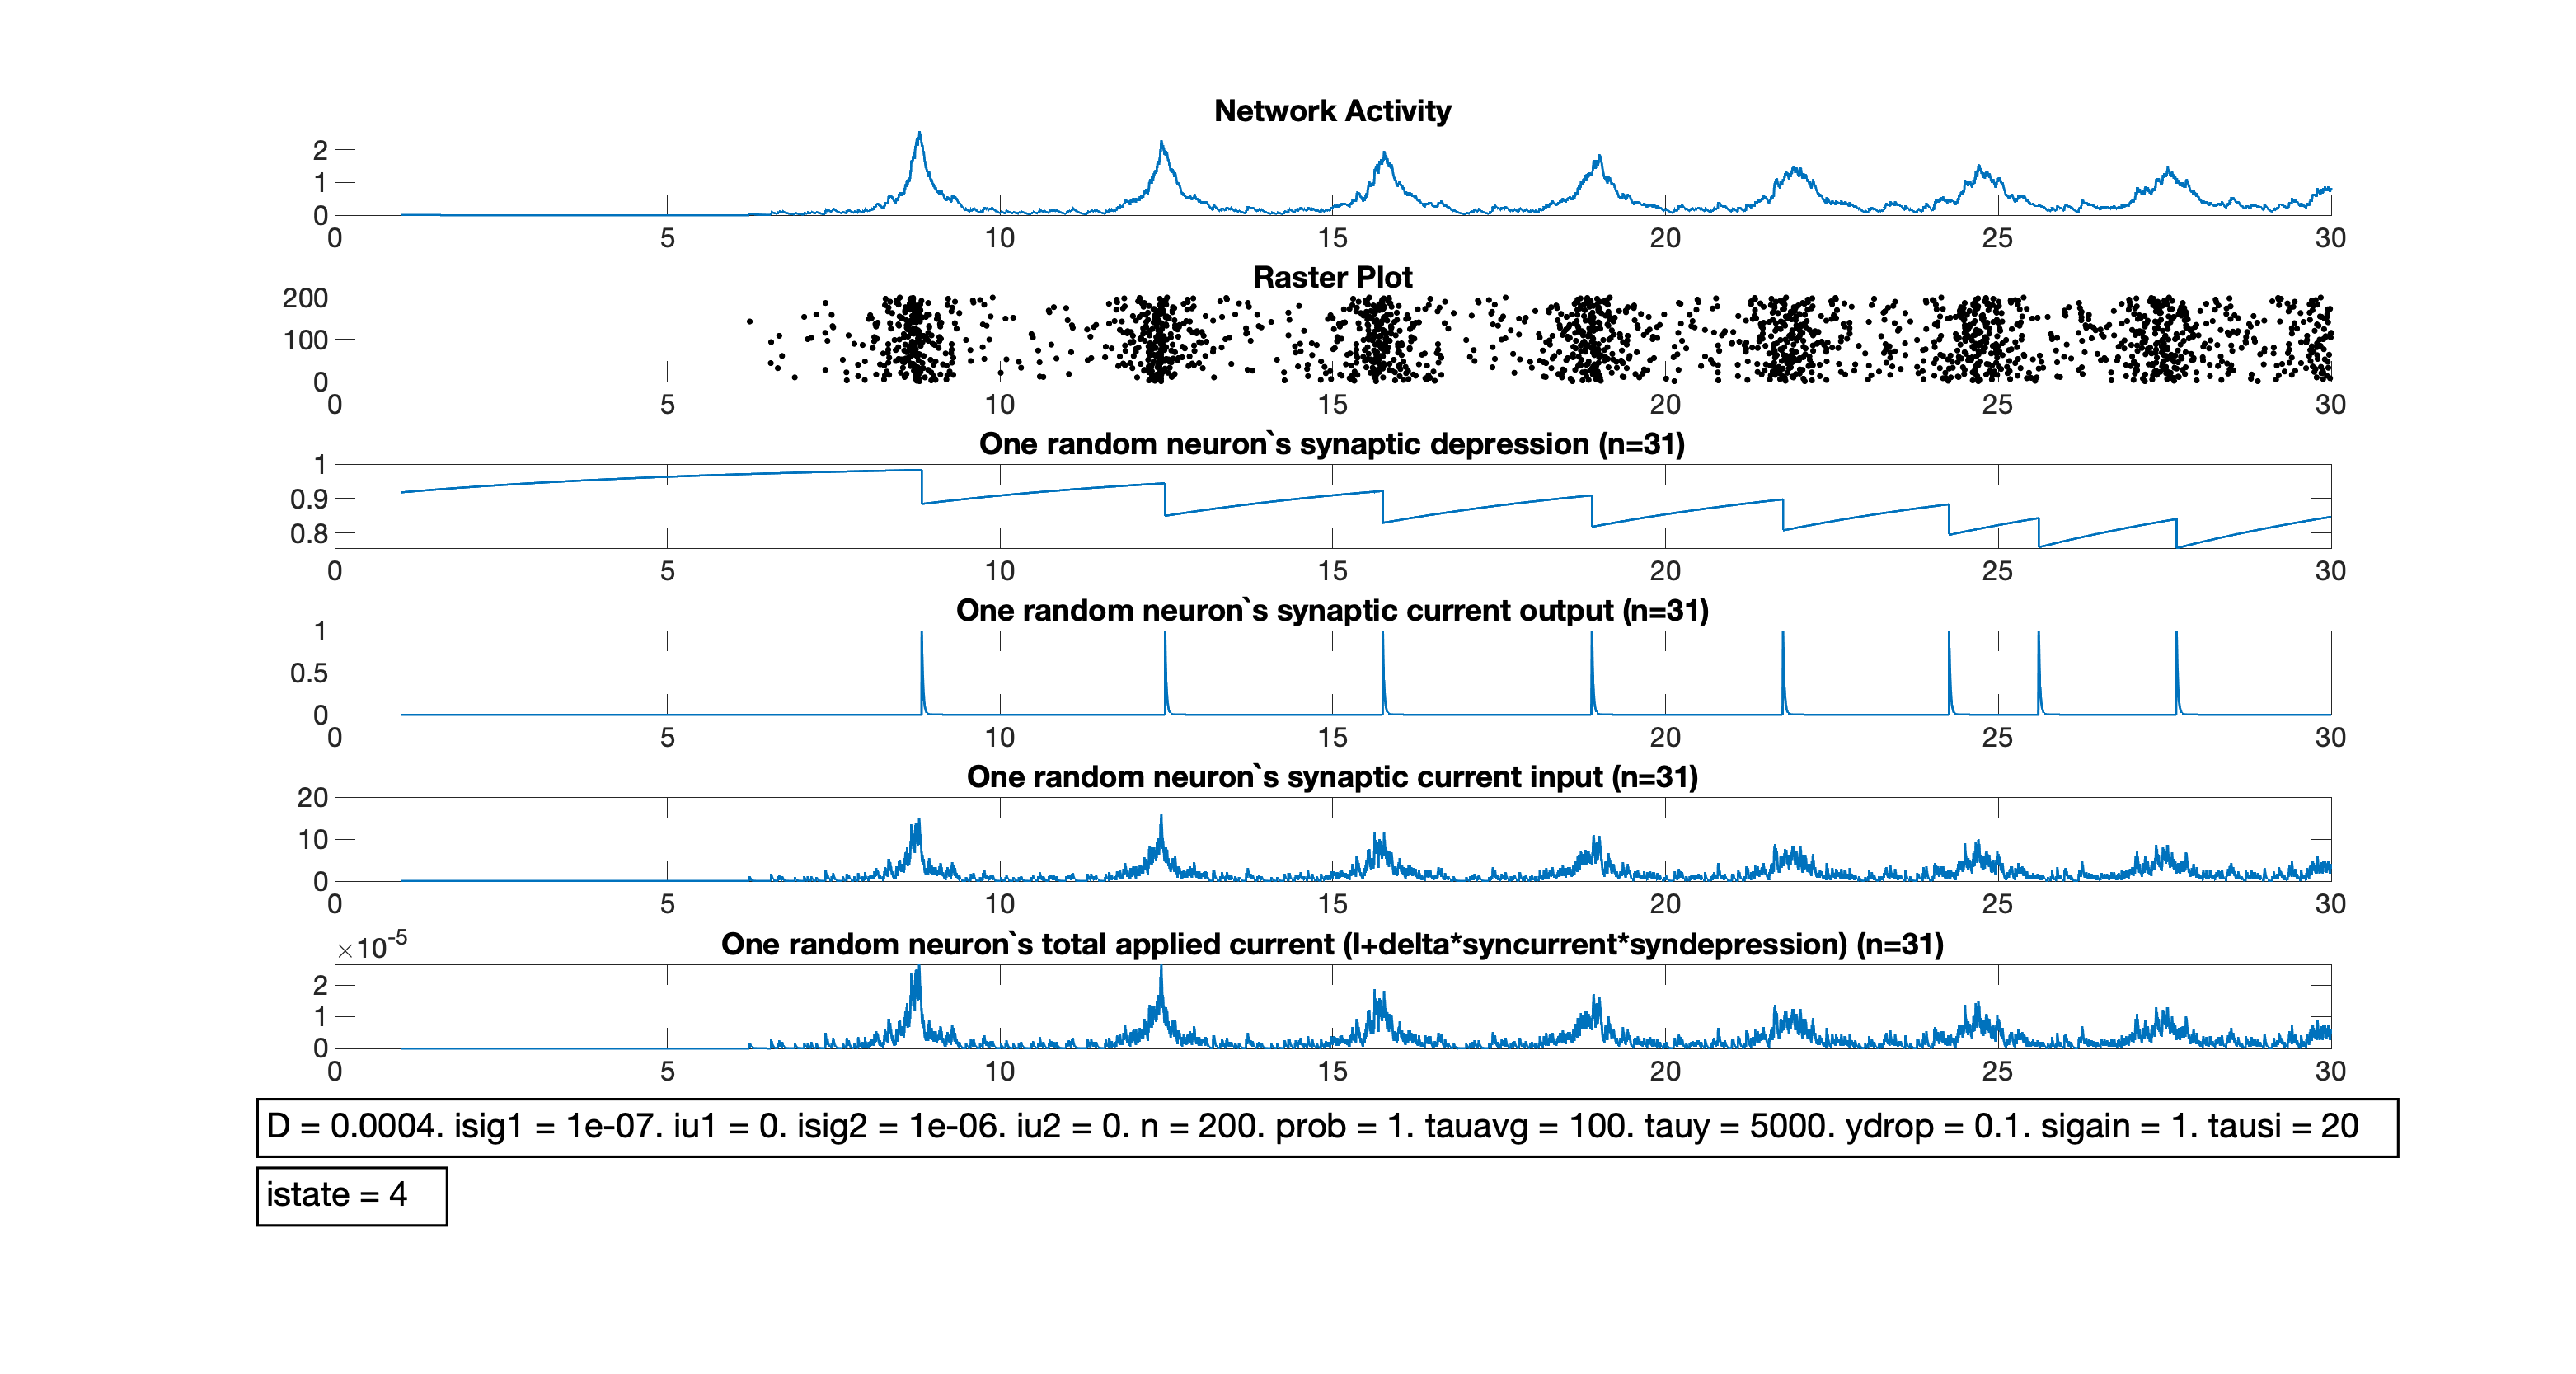 Network Activity
2
1
0
0 5 10 15 20 25 30
Raster Plot
200
100
0
0 5 10 15 20 25 30
One random neuron`s synaptic depression (n=31)
1
0.9
0.8
0 5 10 15 20 25 30
One random neuron`s synaptic current output (n=31)
1
0.5
0
0 5 10 15 20 25 30
One random neuron`s synaptic current input (n=31)
20
10
0
0 5 10 15 20 25 30
×10-5
One random neuron`s total applied current (I+delta*syncurrent*syndepression) (n=31)
2
1
0
0 5 10 15 20 25 30
D = 0.0004. isig1 = 1e-07. iu1 = 0. isig2 = 1e-06. iu2 = 0. n = 200. prob = 1. tauavg = 100. tauy = 5000. ydrop = 0.1. sigain = 1. tausi = 20
istate = 4